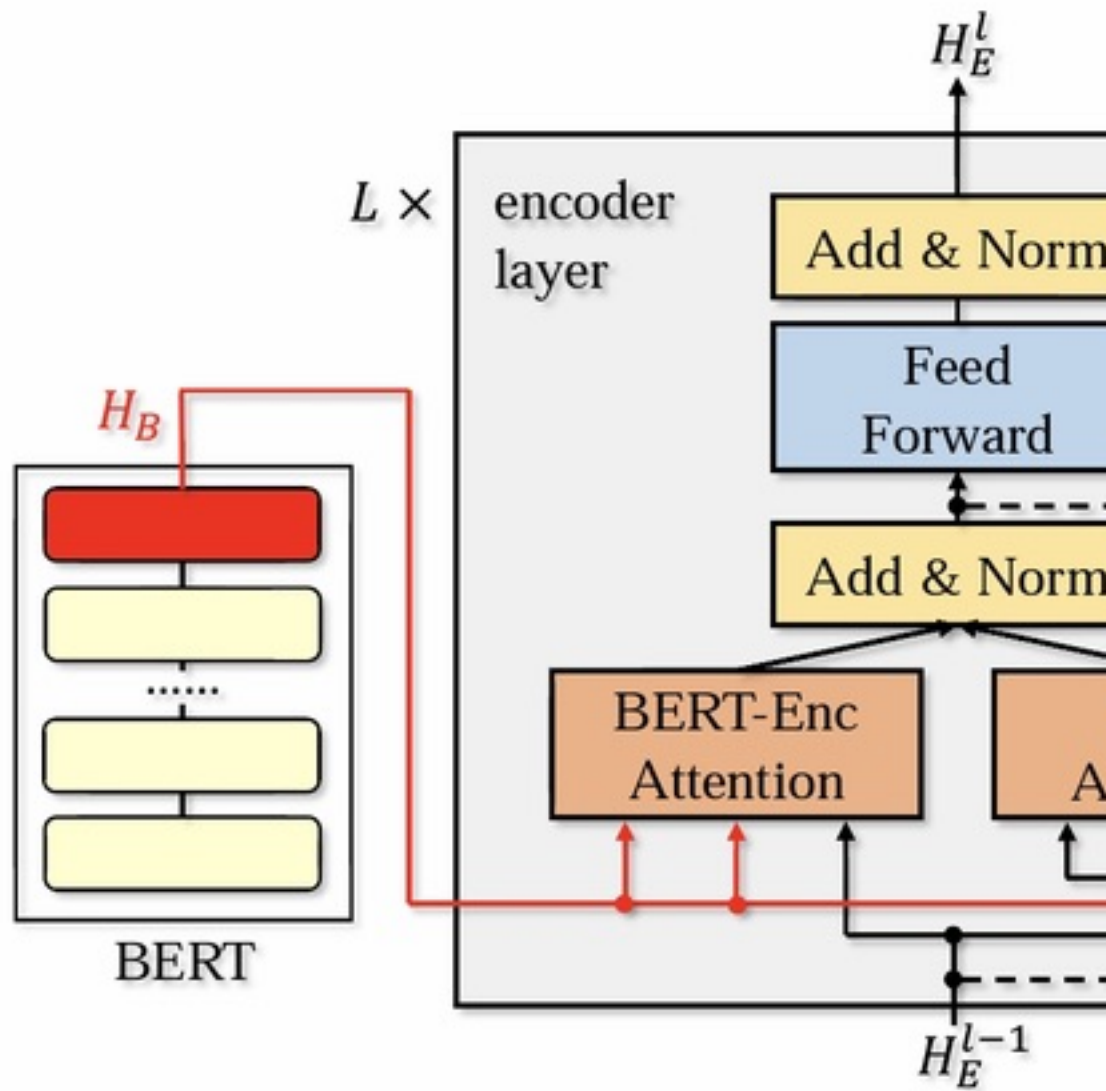 H_E^l
L ×
encoder
layer
Add & Norm
Feed
Forward
H_B
Add & Norm
BERT-Enc
Attention
A
......
BERT
H_E^{l-1}